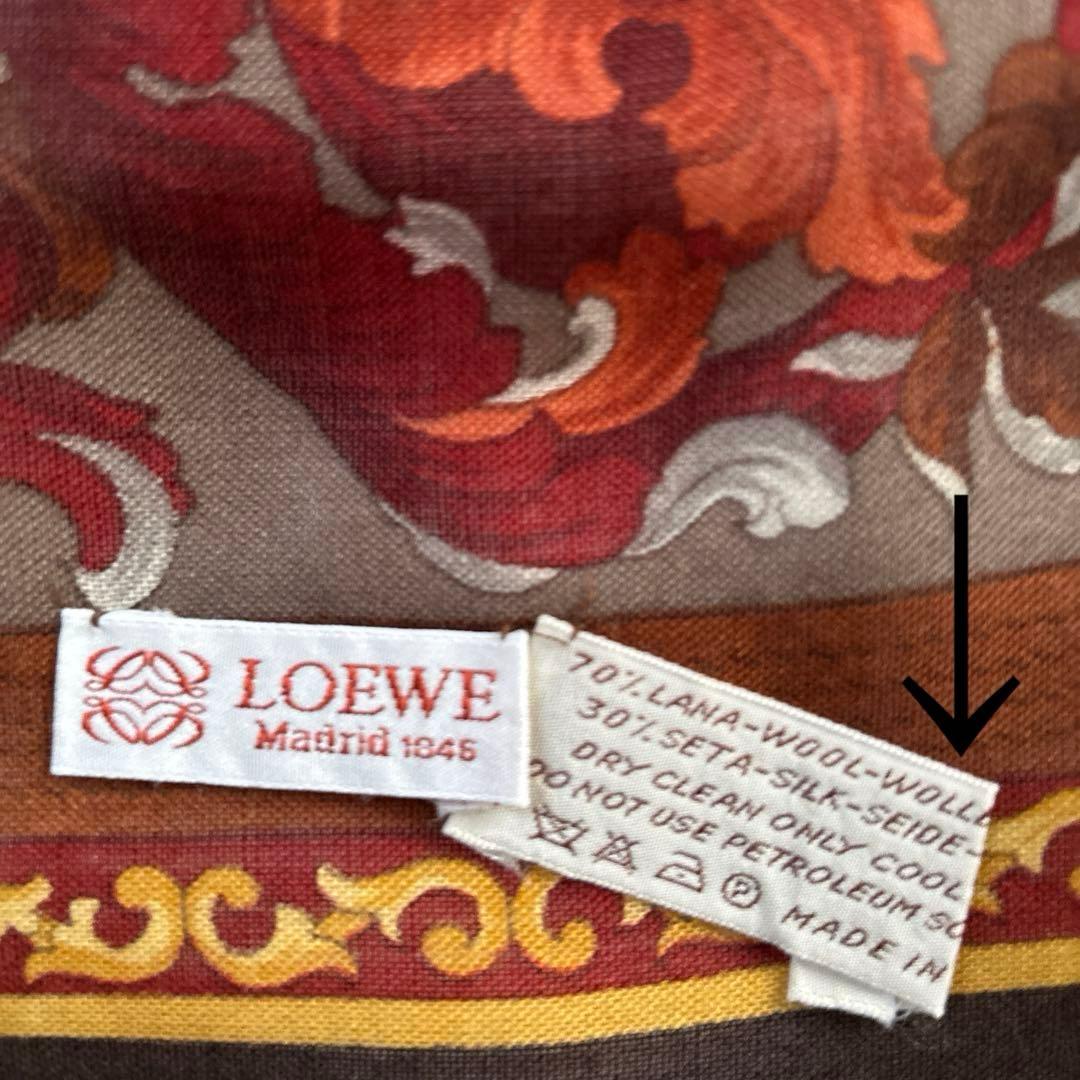 LOEWE
Madrid 1846
70% LANA-WOOL-WOLLE
30% SETA-SILK-SEIDE-
DRY CLEAN ONLY COOL
DO NOT USE PETROLEUM
P
MADE IN